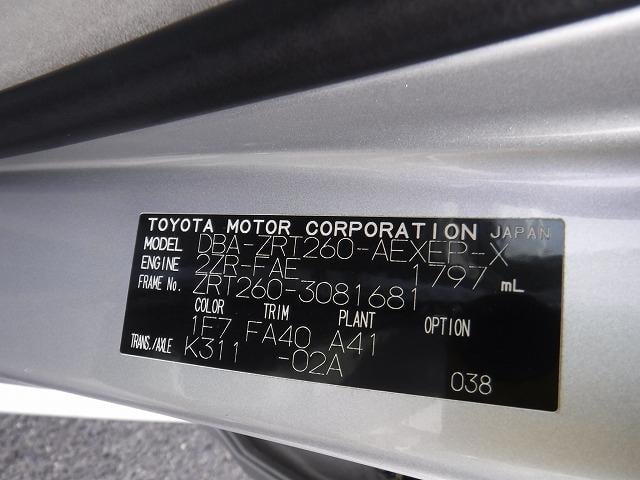 TOYOTA MOTOR CORPORATION JAPAN
MODEL DBA-ZRT260-AEXEP-X
ENGINE 2ZR-FAE 1797 mL
FRAME No. ZRT260-3081681
COLOR TRIM PLANT OPTION
1F7 FA40 A41
TRANS./AXLE K311 -02A
038